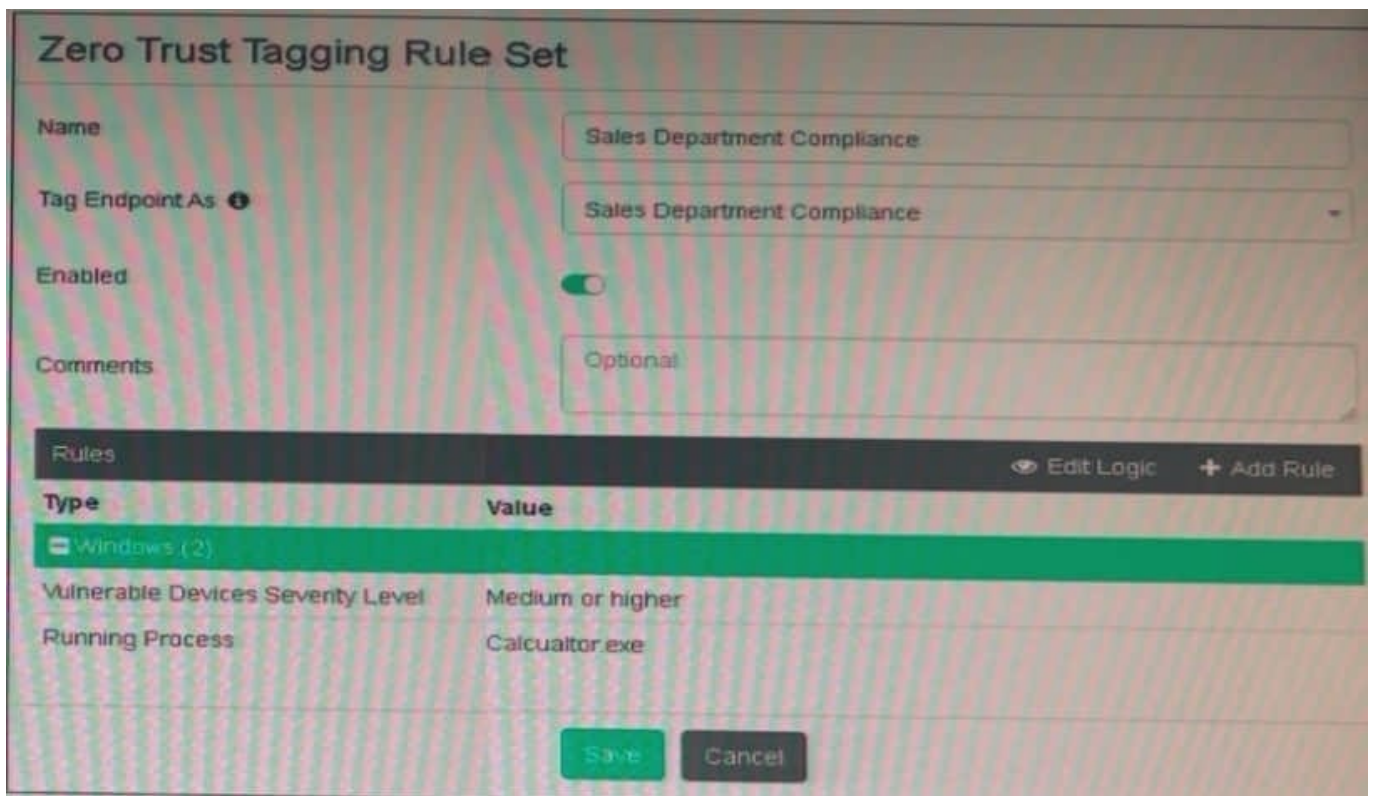 Zero Trust Tagging Rule Set
Name
Sales Department Compliance
Tag Endpoint As
Sales Department Compliance
Enabled
Comments
Optional
Rules Edit Logic + Add Rule
Type Value
Windows (2)
Vulnerable Devices Severity Level Medium or higher
Running Process Calcualtor.exe
Save Cancel